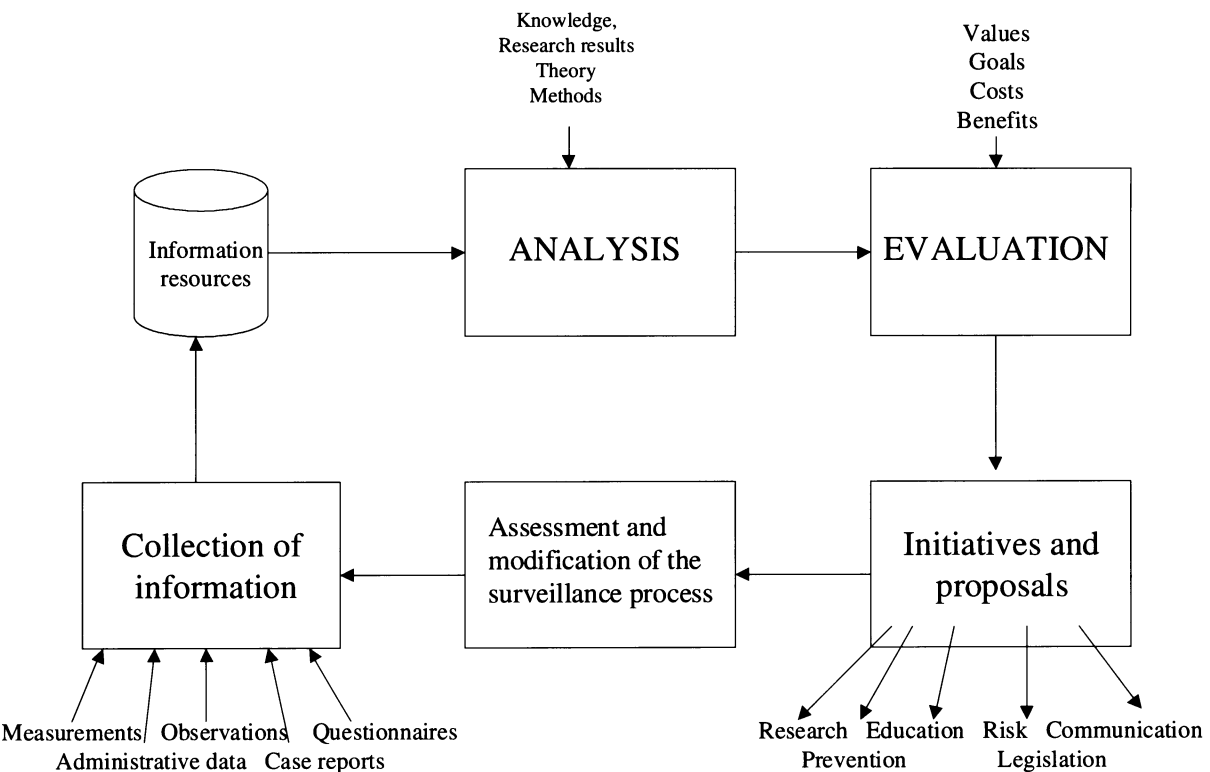 Knowledge,
Research results
Theory
Methods
Values
Goals
Costs
Benefits
Information
resources
ANALYSIS
EVALUATION
Collection of
information
Assessment and
modification of the
surveillance process
Initiatives and
proposals
Measurements Observations Questionnaires
Administrative data Case reports
Research Education Risk Communication
Prevention Legislation